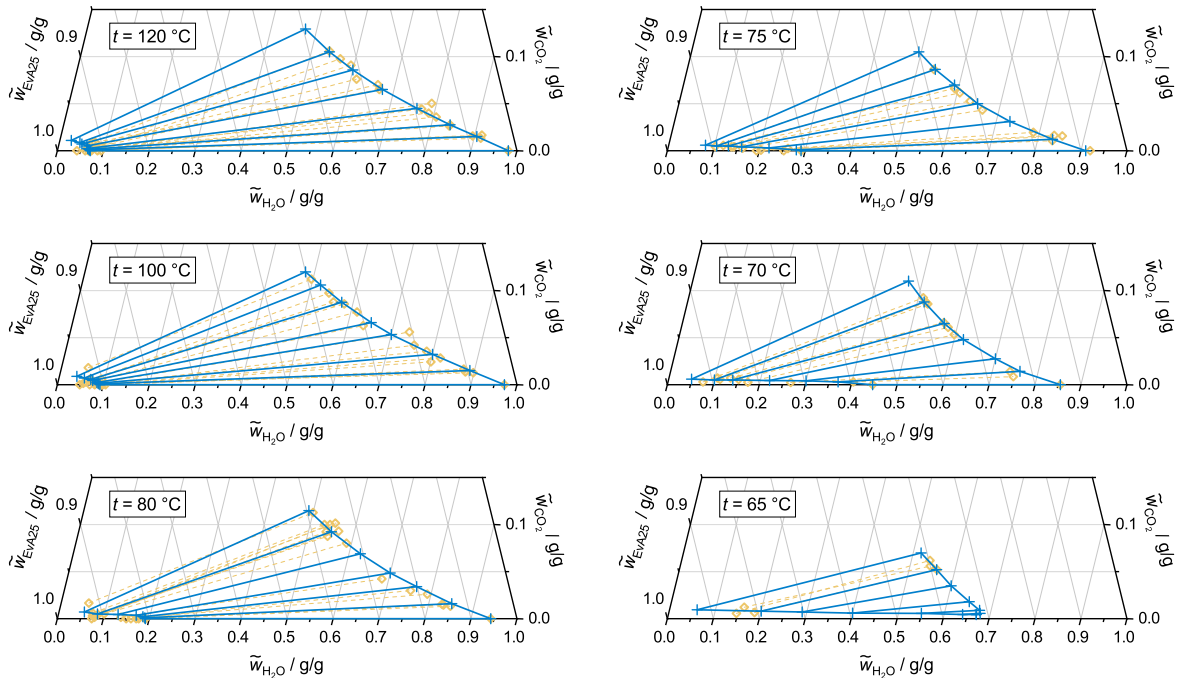 t = 120 °C
0.9
w̃EvA25 / g/g
1.0
0.1
w̃CO2 / g/g
0.0
0.0 0.1 0.2 0.3 0.4 0.5 0.6 0.7 0.8 0.9 1.0
w̃H2O / g/g
t = 75 °C
0.9
w̃EvA25 / g/g
1.0
0.1
w̃CO2 / g/g
0.0
0.0 0.1 0.2 0.3 0.4 0.5 0.6 0.7 0.8 0.9 1.0
w̃H2O / g/g
t = 100 °C
0.9
w̃EvA25 / g/g
1.0
0.1
w̃CO2 / g/g
0.0
0.0 0.1 0.2 0.3 0.4 0.5 0.6 0.7 0.8 0.9 1.0
w̃H2O / g/g
t = 70 °C
0.9
w̃EvA25 / g/g
1.0
0.1
w̃CO2 / g/g
0.0
0.0 0.1 0.2 0.3 0.4 0.5 0.6 0.7 0.8 0.9 1.0
w̃H2O / g/g
t = 80 °C
0.9
w̃EvA25 / g/g
1.0
0.1
w̃CO2 / g/g
0.0
0.0 0.1 0.2 0.3 0.4 0.5 0.6 0.7 0.8 0.9 1.0
w̃H2O / g/g
t = 65 °C
0.9
w̃EvA25 / g/g
1.0
0.1
w̃CO2 / g/g
0.0
0.0 0.1 0.2 0.3 0.4 0.5 0.6 0.7 0.8 0.9 1.0
w̃H2O / g/g